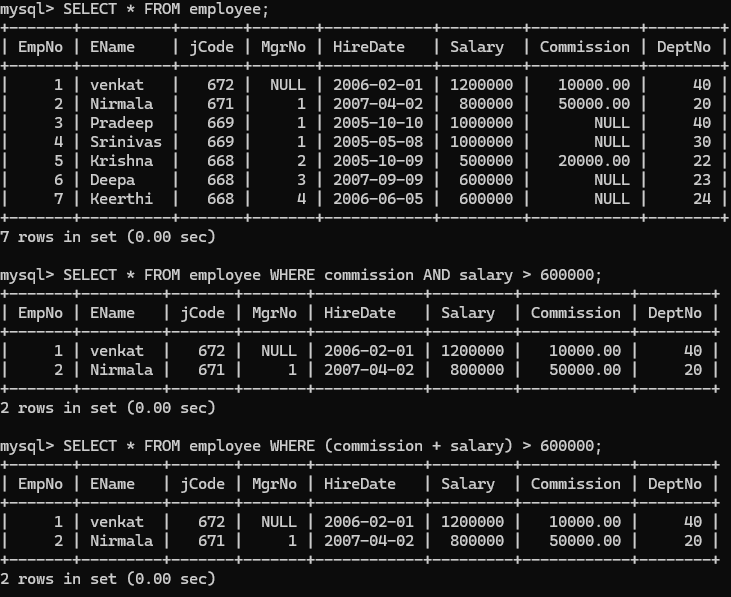 mysql> SELECT * FROM employee;
+-------+----------+-------+-------+------------+---------+------------+--------+
| EmpNo | EName    | jCode | MgrNo | HireDate   | Salary  | Commission | DeptNo |
+-------+----------+-------+-------+------------+---------+------------+--------+
|     1 | venkat   |   672 |  NULL | 2006-02-01 | 1200000 |   10000.00 |     40 |
|     2 | Nirmala  |   671 |     1 | 2007-04-02 |  800000 |   50000.00 |     20 |
|     3 | Pradeep  |   669 |     1 | 2005-10-10 | 1000000 |       NULL |     40 |
|     4 | Srinivas |   669 |     1 | 2005-05-08 | 1000000 |       NULL |     30 |
|     5 | Krishna  |   668 |     2 | 2005-10-09 |  500000 |   20000.00 |     22 |
|     6 | Deepa    |   668 |     3 | 2007-09-09 |  600000 |       NULL |     23 |
|     7 | Keerthi  |   668 |     4 | 2006-06-05 |  600000 |       NULL |     24 |
+-------+----------+-------+-------+------------+---------+------------+--------+
7 rows in set (0.00 sec)
mysql> SELECT * FROM employee WHERE commission AND salary > 600000;
+-------+---------+-------+-------+------------+---------+------------+--------+
| EmpNo | EName   | jCode | MgrNo | HireDate   | Salary  | Commission | DeptNo |
+-------+---------+-------+-------+------------+---------+------------+--------+
|     1 | venkat  |   672 |  NULL | 2006-02-01 | 1200000 |   10000.00 |     40 |
|     2 | Nirmala |   671 |     1 | 2007-04-02 |  800000 |   50000.00 |     20 |
+-------+---------+-------+-------+------------+---------+------------+--------+
2 rows in set (0.00 sec)
mysql> SELECT * FROM employee WHERE (commission + salary) > 600000;
+-------+---------+-------+-------+------------+---------+------------+--------+
| EmpNo | EName   | jCode | MgrNo | HireDate   | Salary  | Commission | DeptNo |
+-------+---------+-------+-------+------------+---------+------------+--------+
|     1 | venkat  |   672 |  NULL | 2006-02-01 | 1200000 |   10000.00 |     40 |
|     2 | Nirmala |   671 |     1 | 2007-04-02 |  800000 |   50000.00 |     20 |
+-------+---------+-------+-------+------------+---------+------------+--------+
2 rows in set (0.00 sec)